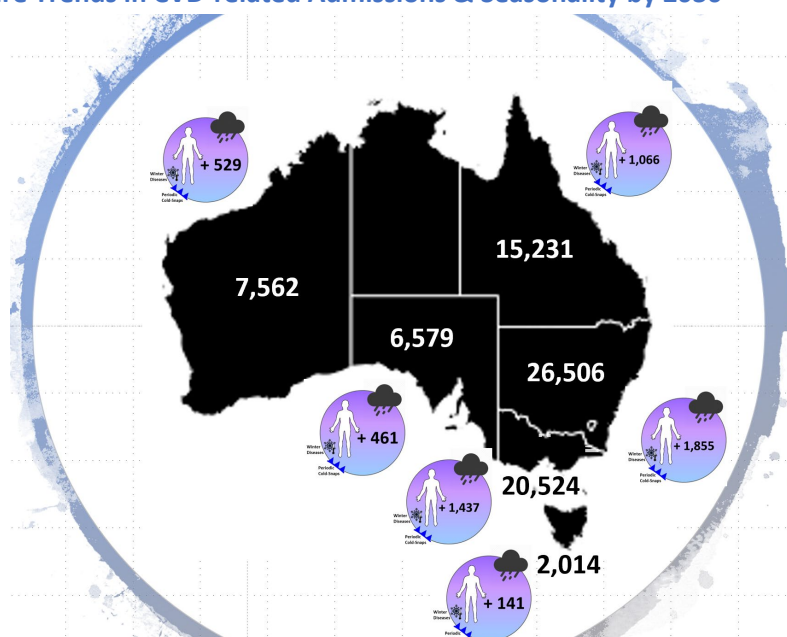 + 529
Winter
Diseases
Periodic
Cold-Snaps
+ 1,066
Winter
Diseases
Periodic
Cold-Snaps
15,231
7,562
6,579
26,506
+ 461
Winter
Diseases
Periodic
Cold-Snaps
+ 1,855
Winter
Diseases
Periodic
Cold-Snaps
20,524
+ 1,437
Winter
Diseases
Periodic
Cold-Snaps
2,014
+ 141
Winter
Diseases
Periodic